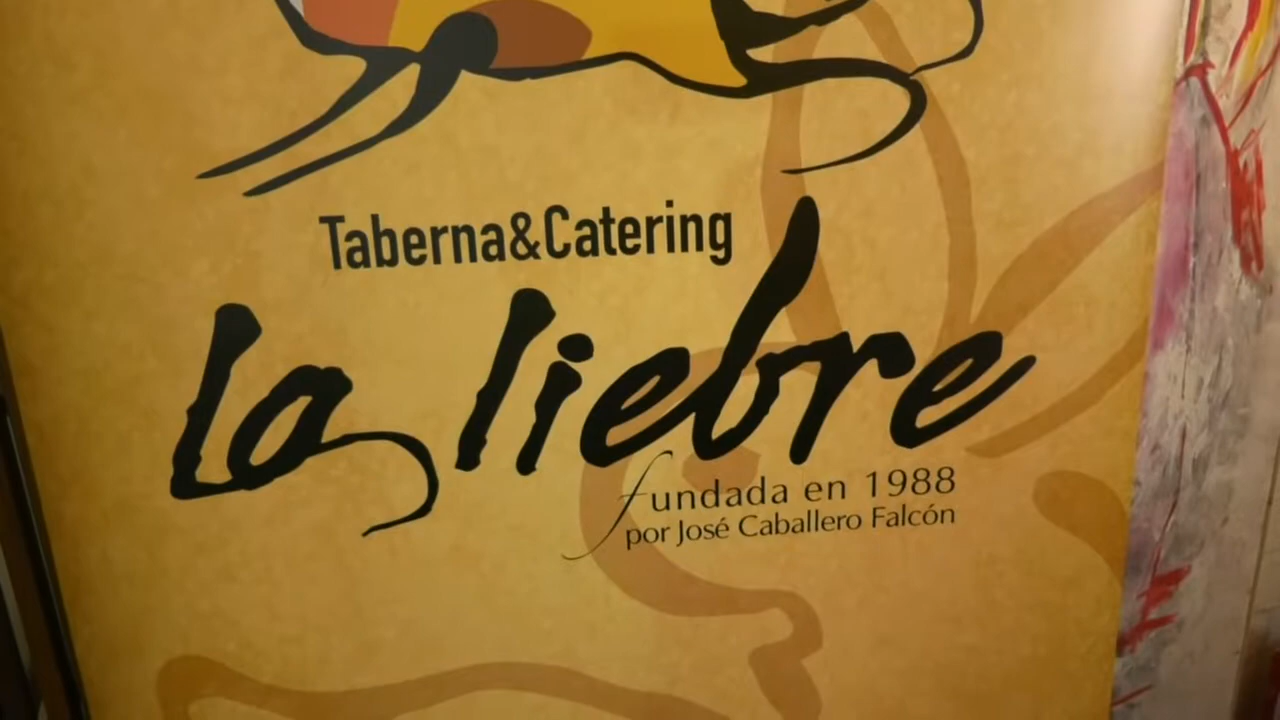 Taberna&Catering
La liebre
fundada en 1988
por José Caballero Falcón